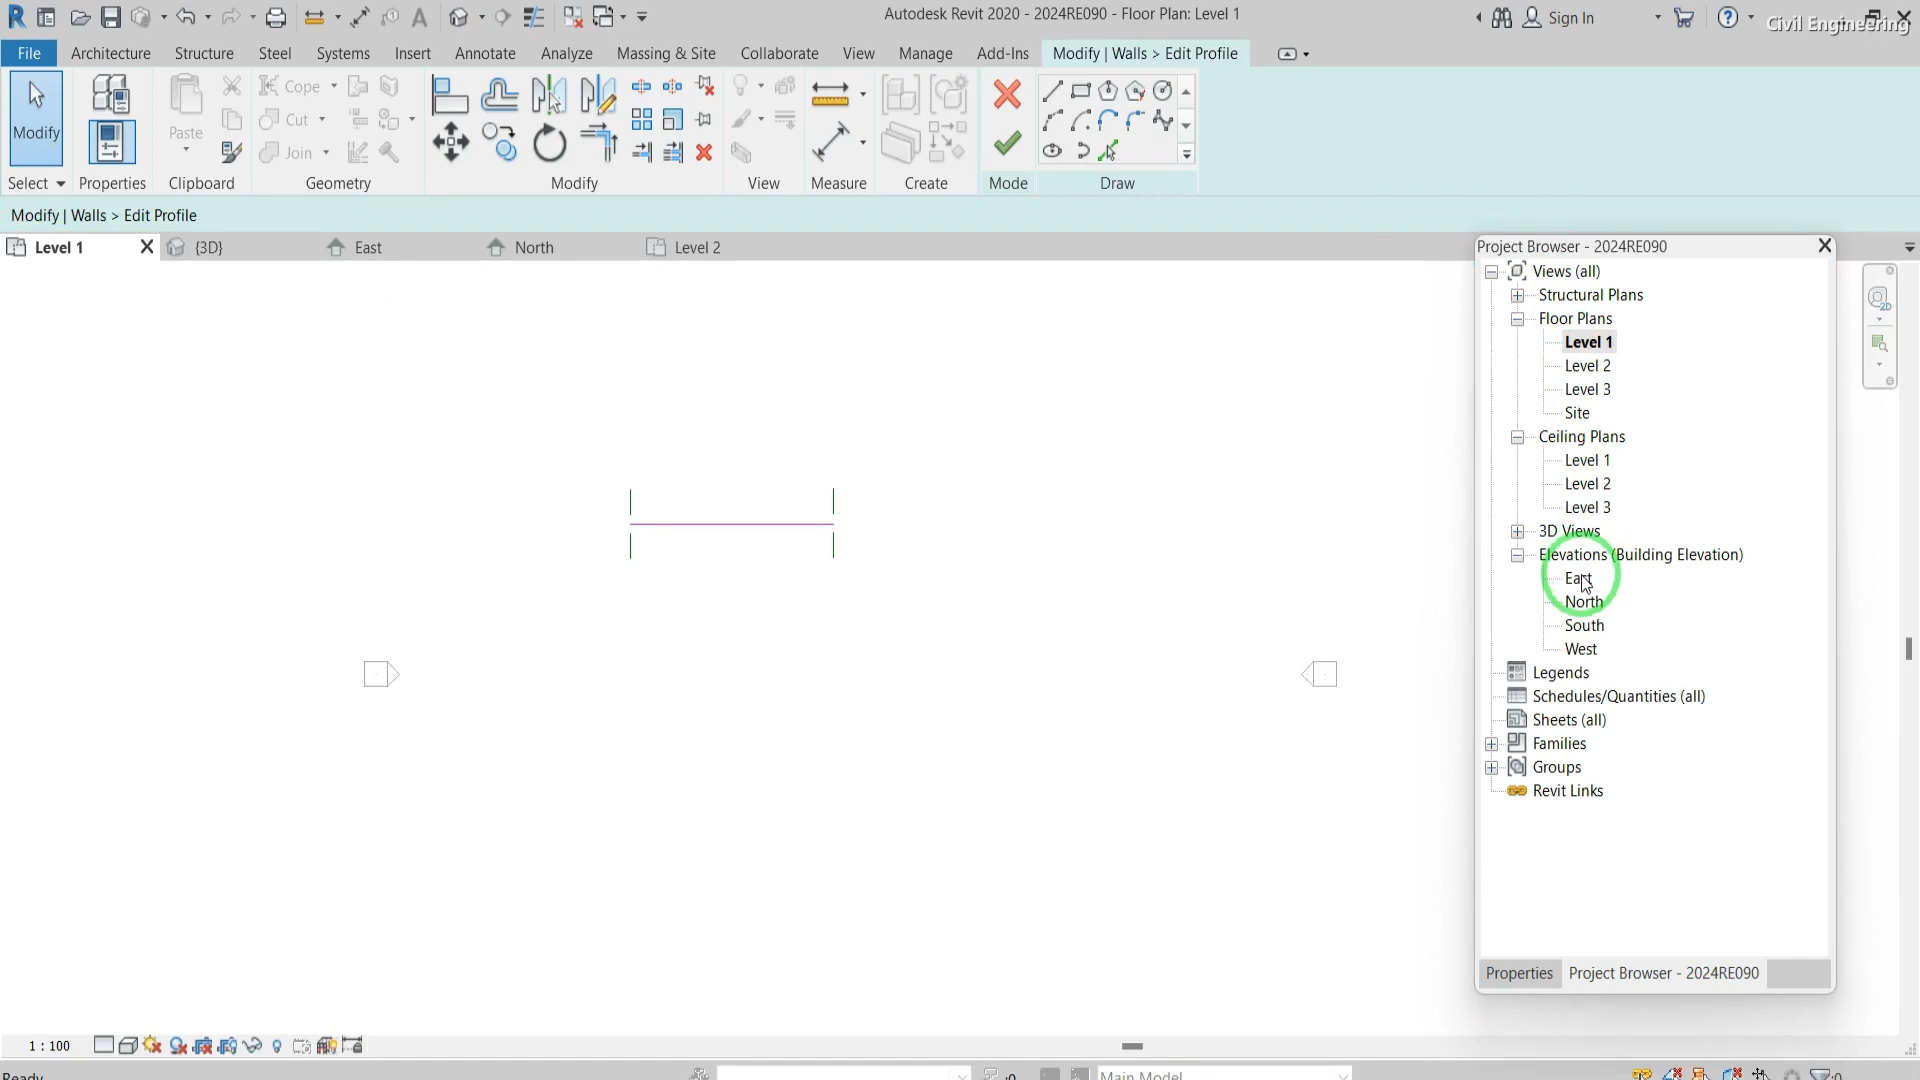 Autodesk Revit 2020 - 2024RE090 - Floor Plan: Level 1
Sign In
Civil Engineering
File Architecture Structure Steel Systems Insert Annotate Analyze Massing & Site Collaborate View Manage Add-Ins Modify | Walls > Edit Profile
Modify
Paste
Cope
Cut
Join
Select Properties Clipboard Geometry Modify View Measure Create Mode Draw
Modify | Walls > Edit Profile
Level 1 {3D} East North Level 2
Project Browser - 2024RE090
Views (all)
Structural Plans
Floor Plans
Level 1
Level 2
Level 3
Site
Ceiling Plans
Level 1
Level 2
Level 3
3D Views
Elevations (Building Elevation)
East
North
South
West
Legends
Schedules/Quantities (all)
Sheets (all)
Families
Groups
Revit Links
Properties Project Browser - 2024RE090
2D
1 : 100
Ready
:0
Main Model
:0